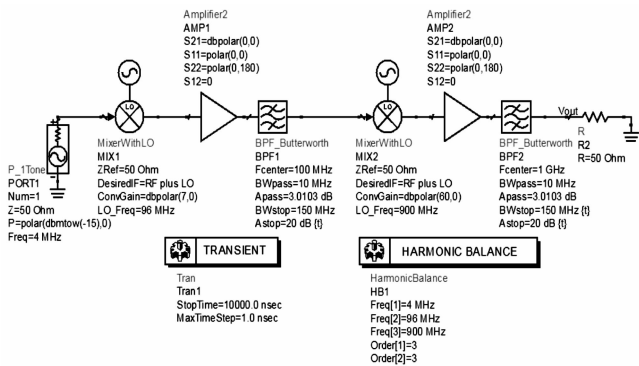 Amplifier2
AMP1
S21=dbpolar(0,0)
S11=polar(0,0)
S22=polar(0,180)
S12=0
Amplifier2
AMP2
S21=dbpolar(0,0)
S11=polar(0,0)
S22=polar(0,180)
S12=0
LO
LO
Vout
P_1Tone
PORT1
Num=1
Z=50 Ohm
P=polar(dbmtow(-15),0)
Freq=4 MHz
MixerWithLO
MIX1
ZRef=50 Ohm
DesiredIF=RF plus LO
ConvGain=dbpolar(7,0)
LO_Freq=96 MHz
BPF_Butterworth
BPF1
Fcenter=100 MHz
BWpass=10 MHz
Apass=3.0103 dB
BWstop=150 MHz
Astop=20 dB {t}
MixerWithLO
MIX2
ZRef=50 Ohm
DesiredIF=RF plus LO
ConvGain=dbpolar(60,0)
LO_Freq=900 MHz
BPF_Butterworth
BPF2
Fcenter=1 GHz
BWpass=10 MHz
Apass=3.0103 dB
BWstop=150 MHz {t}
Astop=20 dB {t}
R
R2
R=50 Ohm
TRANSIENT
Tran
Tran1
StopTime=10000.0 nsec
MaxTimeStep=1.0 nsec
HARMONIC BALANCE
HarmonicBalance
HB1
Freq[1]=4 MHz
Freq[2]=96 MHz
Freq[3]=900 MHz
Order[1]=3
Order[2]=3